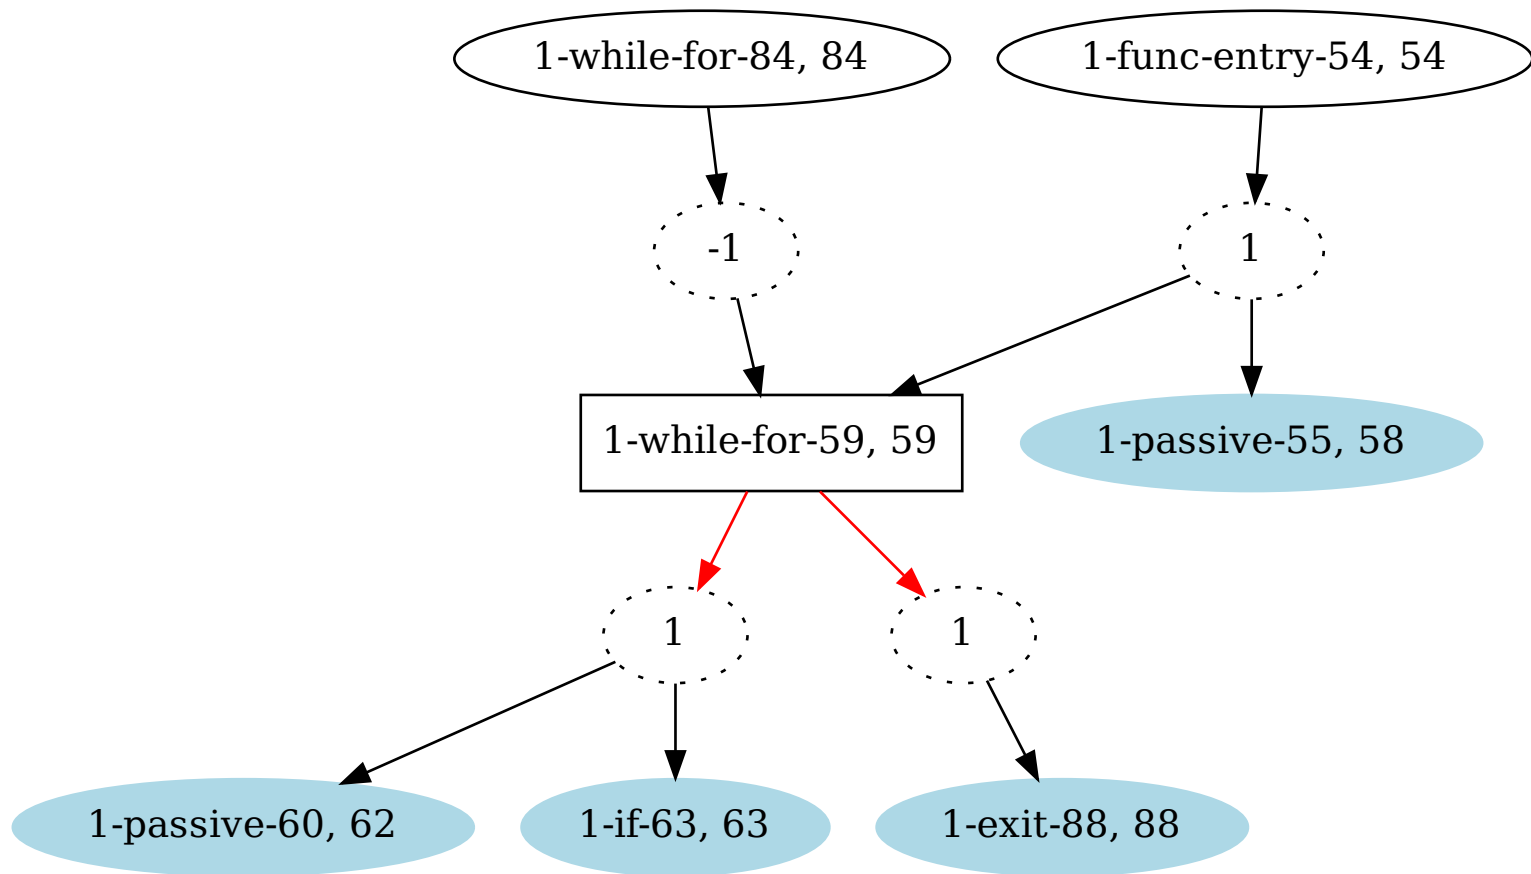 1-while-for-84, 84
1-func-entry-54, 54
-1
1
1-while-for-59, 59
1-passive-55, 58
1
1
1-passive-60, 62
1-if-63, 63
1-exit-88, 88